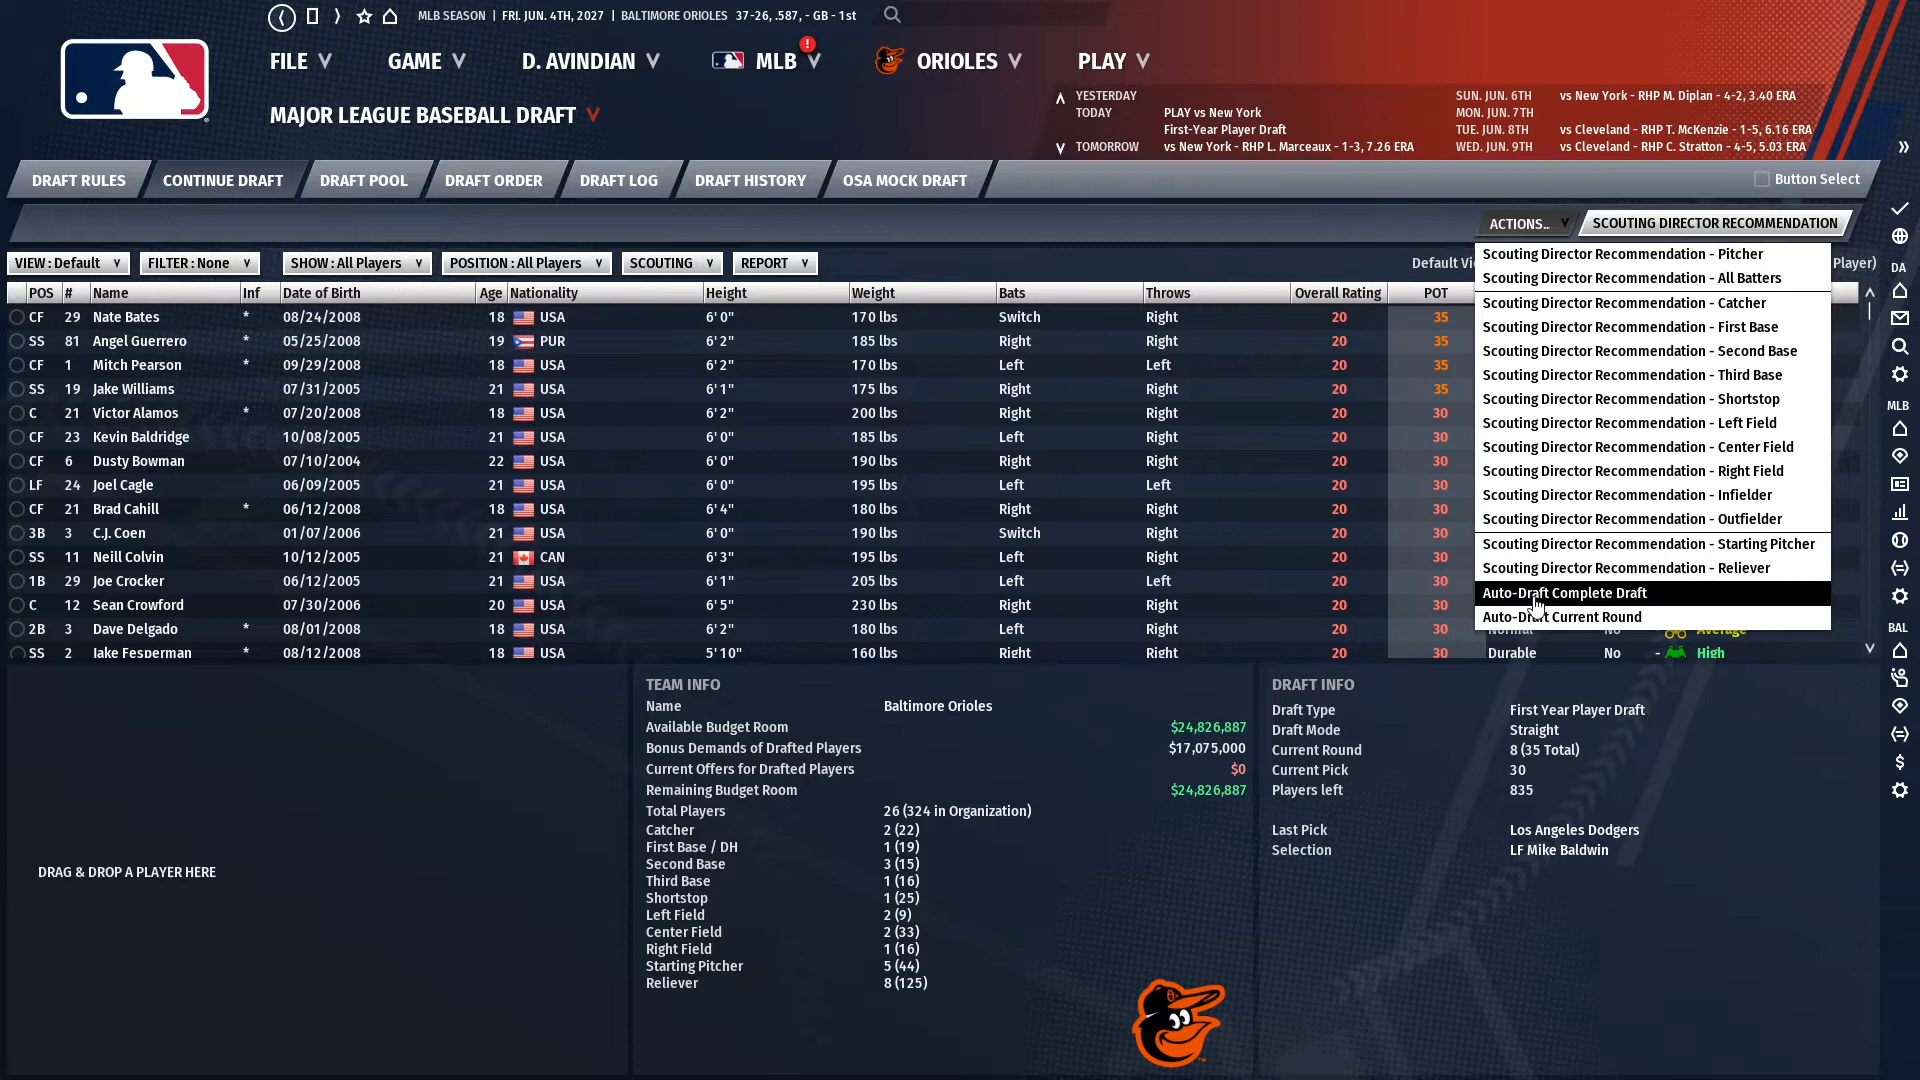 MLB SEASON | FRI. JUN. 4TH, 2027 | BALTIMORE ORIOLES 37-26, .587, - GB - 1st
FILE GAME D. AVINDIAN MLB ! ORIOLES PLAY
MAJOR LEAGUE BASEBALL DRAFT
YESTERDAY
TODAY PLAY vs New York
First-Year Player Draft
TOMORROW vs New York - RHP L. Marceaux - 1-3, 7.26 ERA
SUN. JUN. 6TH vs New York - RHP M. Diplan - 4-2, 3.40 ERA
MON. JUN. 7TH
TUE. JUN. 8TH vs Cleveland - RHP T. McKenzie - 1-5, 6.16 ERA
WED. JUN. 9TH vs Cleveland - RHP C. Stratton - 4-5, 5.03 ERA
DRAFT RULES CONTINUE DRAFT DRAFT POOL DRAFT ORDER DRAFT LOG DRAFT HISTORY OSA MOCK DRAFT Button Select
ACTIONS.. SCOUTING DIRECTOR RECOMMENDATION
VIEW : Default FILTER : None SHOW : All Players POSITION : All Players SCOUTING REPORT Default Player)
POS # Name Inf Date of Birth Age Nationality Height Weight Bats Throws Overall Rating POT
CF 29 Nate Bates * 08/24/2008 18 USA 6' 0" 170 lbs Switch Right 20 35
SS 81 Angel Guerrero * 05/25/2008 19 PUR 6' 2" 185 lbs Right Right 20 35
CF 1 Mitch Pearson * 09/29/2008 18 USA 6' 2" 170 lbs Left Left 20 35
SS 19 Jake Williams 07/31/2005 21 USA 6' 1" 175 lbs Right Right 20 35
C 21 Victor Alamos * 07/20/2008 18 USA 6' 2" 200 lbs Right Right 20 30
CF 23 Kevin Baldridge 10/08/2005 21 USA 6' 0" 185 lbs Left Right 20 30
CF 6 Dusty Bowman 07/10/2004 22 USA 6' 0" 190 lbs Right Right 20 30
LF 24 Joel Cagle 06/09/2005 21 USA 6' 0" 195 lbs Left Left 20 30
CF 21 Brad Cahill * 06/12/2008 18 USA 6' 4" 180 lbs Right Right 20 30
3B 3 C.J. Coen 01/07/2006 21 USA 6' 0" 190 lbs Switch Right 20 30
SS 11 Neill Colvin 10/12/2005 21 CAN 6' 3" 195 lbs Left Right 20 30
1B 29 Joe Crocker 06/12/2005 21 USA 6' 1" 205 lbs Left Left 20 30
C 12 Sean Crowford 07/30/2006 20 USA 6' 5" 230 lbs Right Right 20 30
2B 3 Dave Delgado * 08/01/2008 18 USA 6' 2" 180 lbs Left Right 20 30 Normal No - Average
SS 2 Jake Fesperman * 08/12/2008 18 USA 5' 10" 160 lbs Right Right 20 30 Durable No - High
Scouting Director Recommendation - Pitcher
Scouting Director Recommendation - All Batters
Scouting Director Recommendation - Catcher
Scouting Director Recommendation - First Base
Scouting Director Recommendation - Second Base
Scouting Director Recommendation - Third Base
Scouting Director Recommendation - Shortstop
Scouting Director Recommendation - Left Field
Scouting Director Recommendation - Center Field
Scouting Director Recommendation - Right Field
Scouting Director Recommendation - Infielder
Scouting Director Recommendation - Outfielder
Scouting Director Recommendation - Starting Pitcher
Scouting Director Recommendation - Reliever
Auto-Draft Complete Draft
Auto-Draft Current Round
DA
MLB
BAL
DRAG & DROP A PLAYER HERE
TEAM INFO
Name Baltimore Orioles
Available Budget Room $24,826,887
Bonus Demands of Drafted Players $17,075,000
Current Offers for Drafted Players $0
Remaining Budget Room $24,826,887
Total Players 26 (324 in Organization)
Catcher 2 (22)
First Base / DH 1 (19)
Second Base 3 (15)
Third Base 1 (16)
Shortstop 1 (25)
Left Field 2 (9)
Center Field 2 (33)
Right Field 1 (16)
Starting Pitcher 5 (44)
Reliever 8 (125)
DRAFT INFO
Draft Type First Year Player Draft
Draft Mode Straight
Current Round 8 (35 Total)
Current Pick 30
Players left 835
Last Pick Los Angeles Dodgers
Selection LF Mike Baldwin